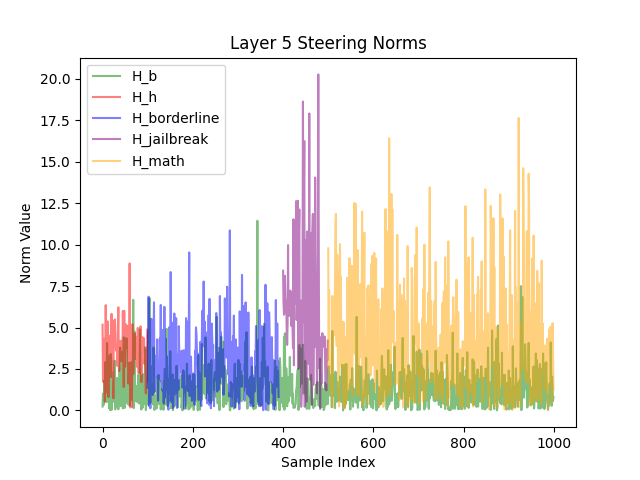 Layer 5 Steering Norms
H_b
H_h
H_borderline
H_jailbreak
H_math
Norm Value
20.0
17.5
15.0
12.5
10.0
7.5
5.0
2.5
0.0
0
200
400
600
800
1000
Sample Index